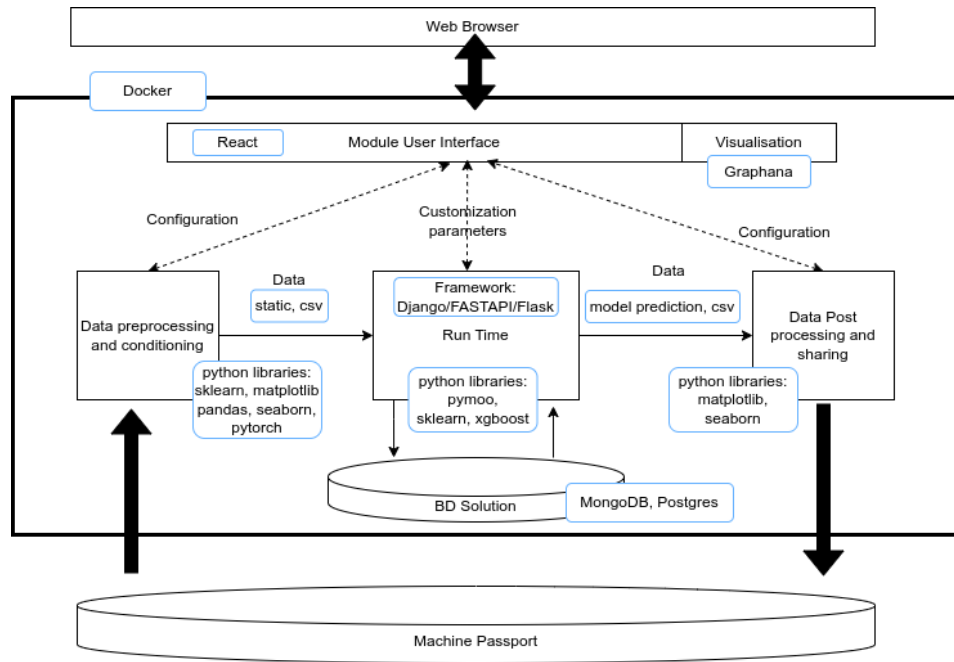 Web Browser
Docker
React
Module User Interface
Visualisation
Graphana
Configuration
Customization
parameters
Configuration
Data
static, csv
Framework:
Django/FASTAPI/Flask
Run Time
Data
model prediction, csv
Data preprocessing
and conditioning
Data Post
processing and
sharing
python libraries:
sklearn, matplotlib
pandas, seaborn,
pytorch
python libraries:
pymoo,
sklearn, xgboost
python libraries:
matplotlib,
seaborn
BD Solution
MongoDB, Postgres
Machine Passport